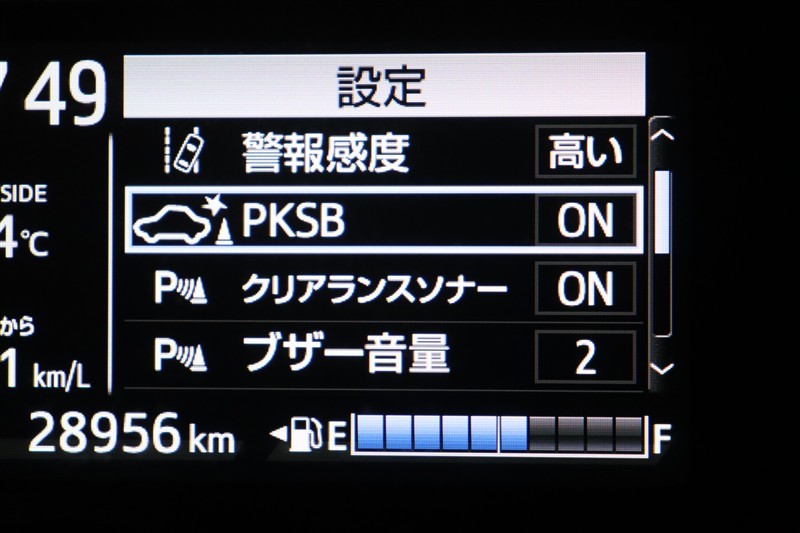 49
設定
警報感度 高い
SIDE
4℃
PKSB ON
P クリアランスソナー ON
から
1 km/L
P ブザー音量 2
28956 km
E F